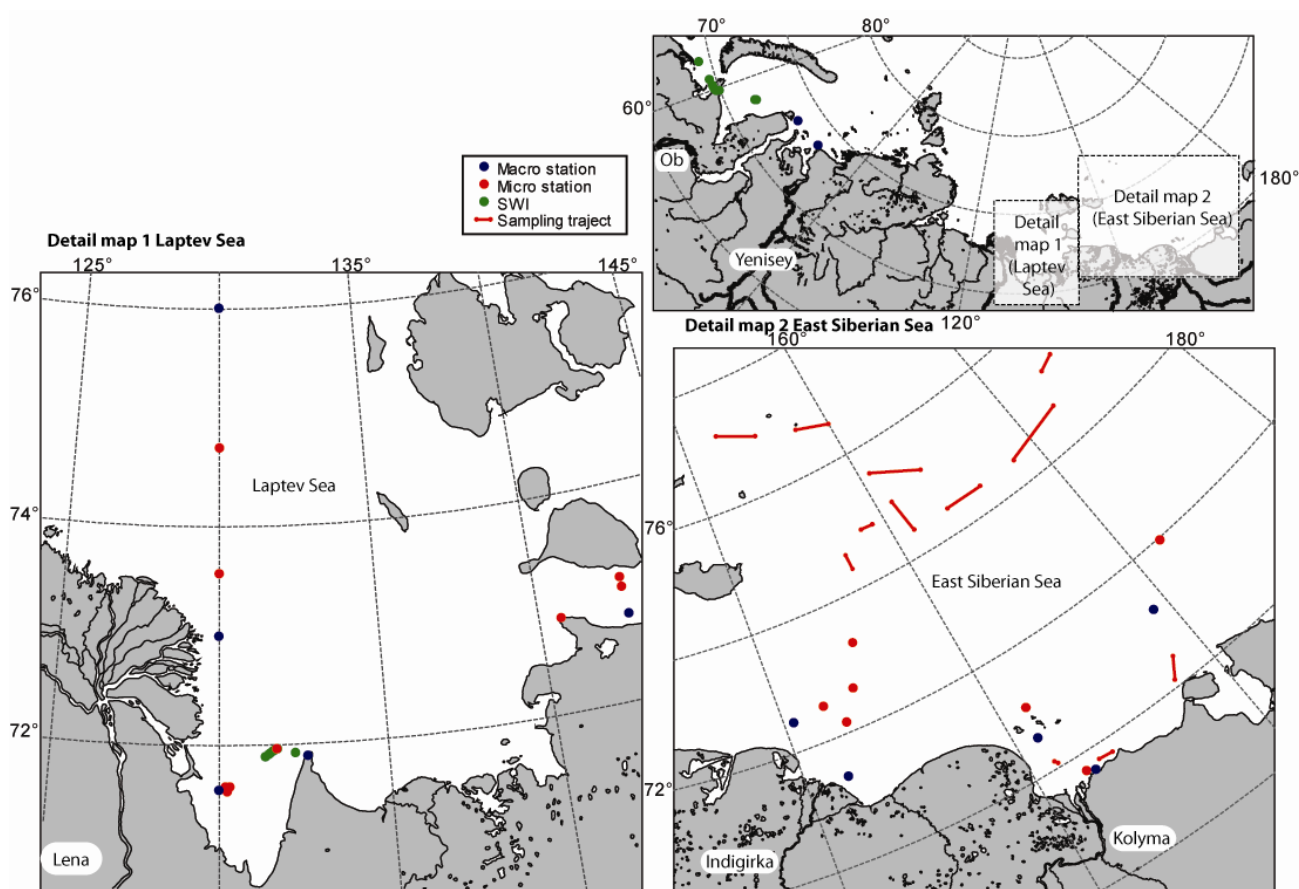 70°
80°
60°
Ob
Yenisey
180°
Detail map 2
(East Siberian Sea)
Detail
map 1
(Laptev
Sea)
120°
Macro station
Micro station
SWI
Sampling traject
Detail map 1 Laptev Sea
125°
135°
145°
76°
74°
72°
Laptev Sea
Lena
Detail map 2 East Siberian Sea
160°
180°
76°
72°
East Siberian Sea
Indigirka
Kolyma